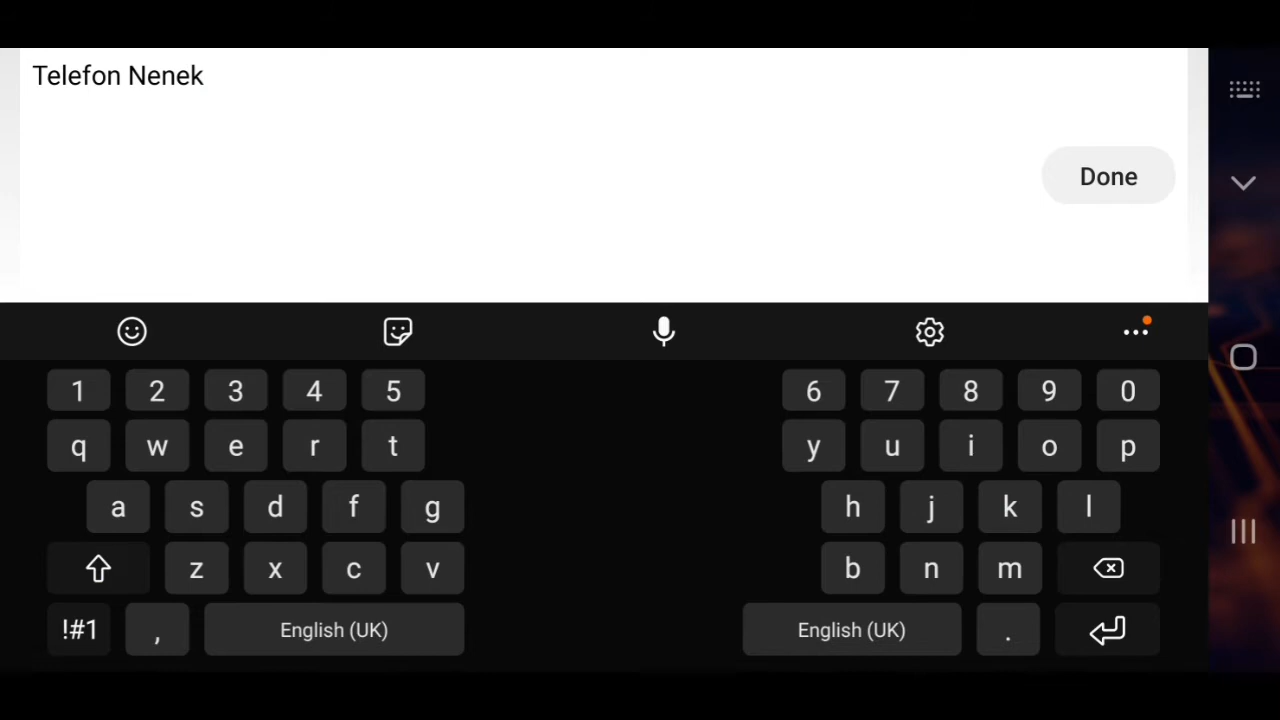 Telefon Nenek
Done
1 2 3 4 5 6 7 8 9 0
q w e r t y u i o p
a s d f g h j k l
z x c v b n m
!#1 , English (UK) English (UK) .